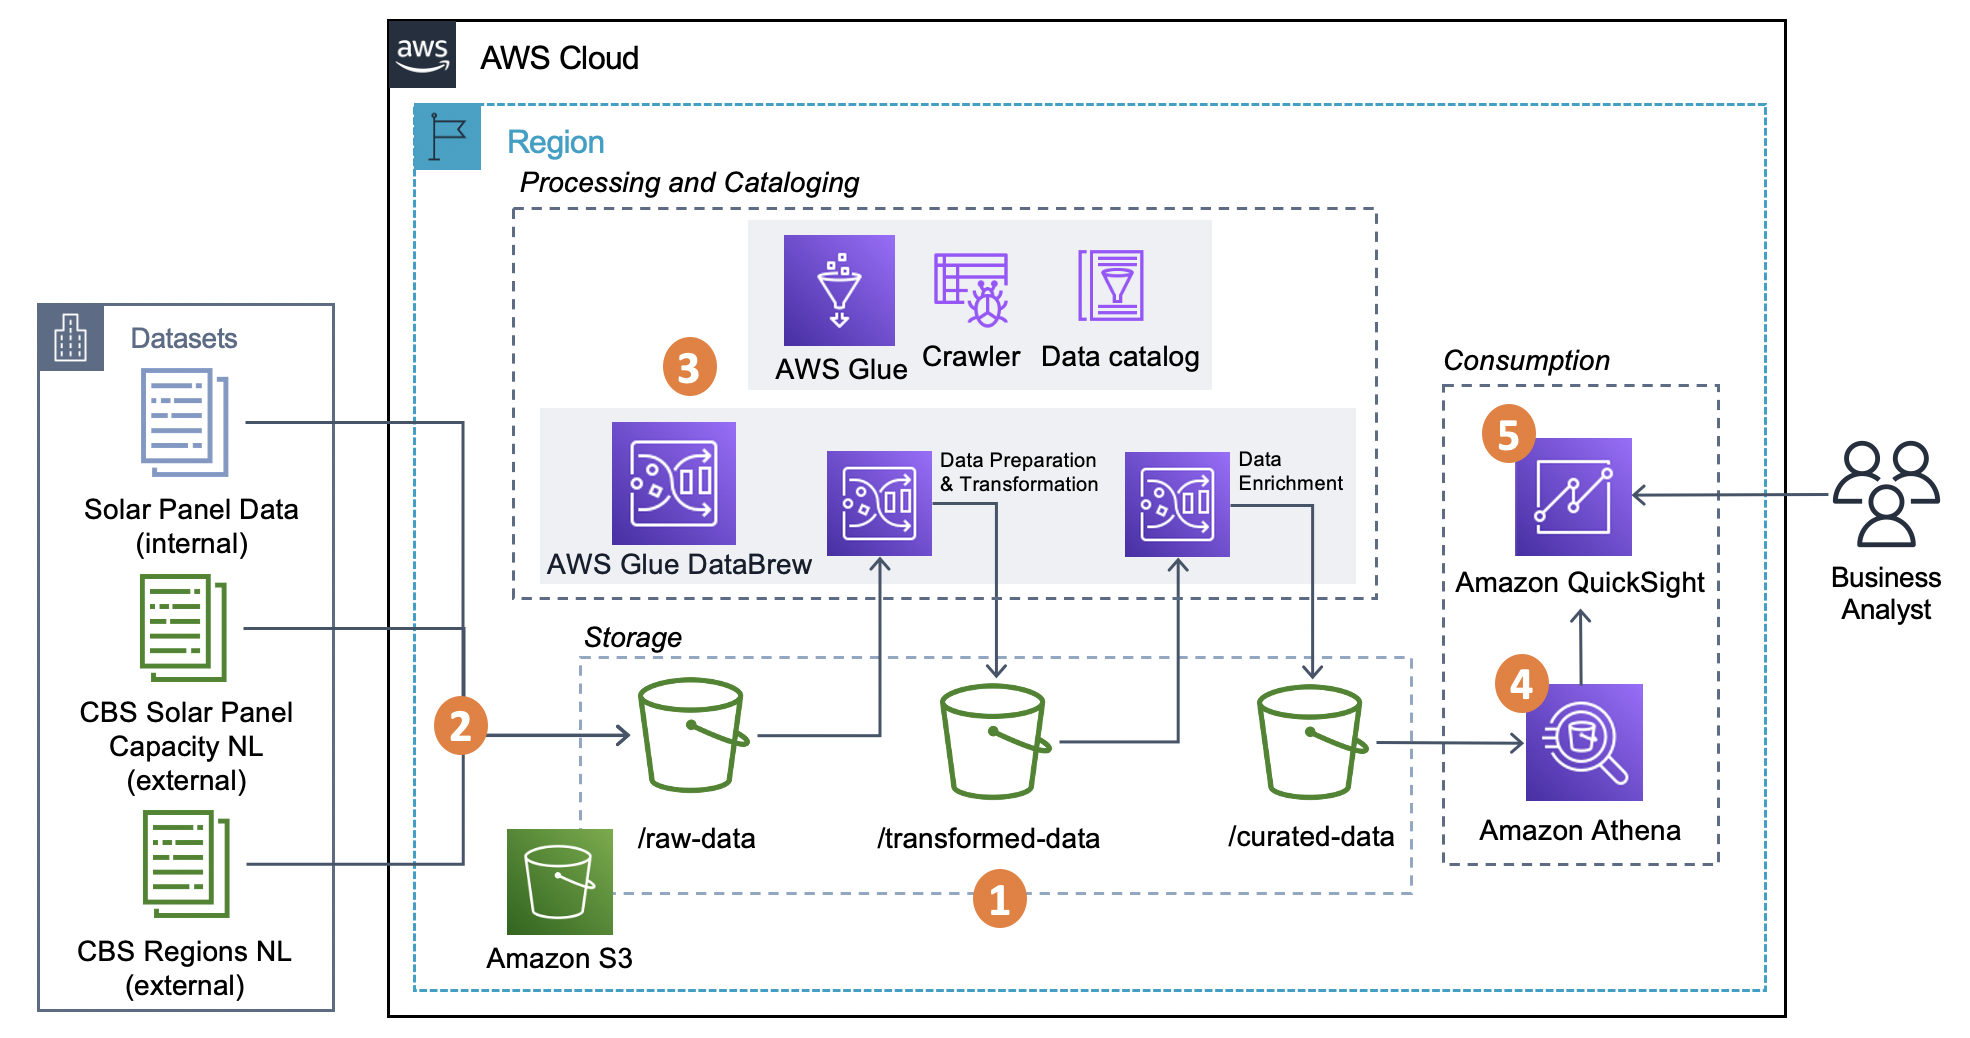 aws
AWS Cloud
Region
Processing and Cataloging
AWS Glue
Crawler
Data catalog
3
AWS Glue DataBrew
Data Preparation
& Transformation
Data
Enrichment
Datasets
Solar Panel Data
(internal)
CBS Solar Panel
Capacity NL
(external)
CBS Regions NL
(external)
2
Storage
/raw-data
/transformed-data
/curated-data
1
Amazon S3
Consumption
5
Amazon QuickSight
4
Amazon Athena
Business
Analyst